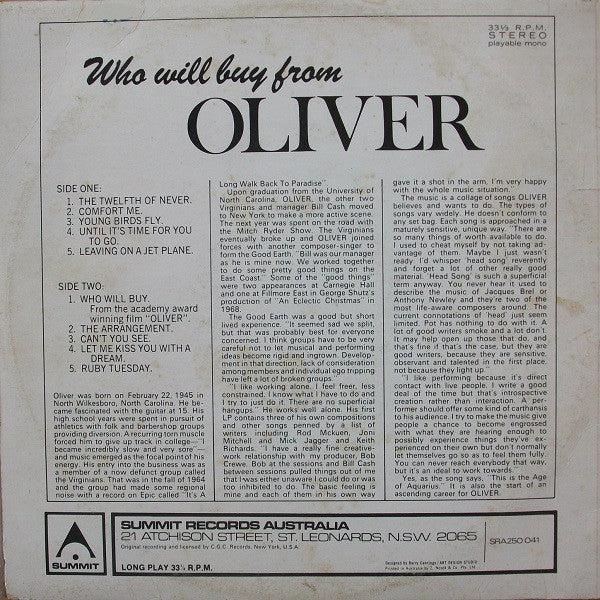 33⅓ R.P.M.
STEREO
playable mono
Who will buy from
OLIVER
SIDE ONE:
1. THE TWELFTH OF NEVER.
2. COMFORT ME.
3. YOUNG BIRDS FLY.
4. UNTIL IT'S TIME FOR YOU
TO GO.
5. LEAVING ON A JET PLANE.
SIDE TWO:
1. WHO WILL BUY.
From the academy award
winning film "OLIVER".
2. THE ARRANGEMENT.
3. CAN'T YOU SEE.
4. LET ME KISS YOU WITH A
DREAM.
5. RUBY TUESDAY.
Oliver was born on February 22, 1945 in
North Wilkesboro, North Carolina. He be-
came fascinated with the guitar at 15. His
high school years were spent in pursuit of
athletics with folk and barbershop groups
providing diversion. A recurring torn muscle
forced him to give up track in college—"I
became incredibly slow and very sore"—
and music emerged as the focal point of his
energy. His entry into the business was as
a member of a now defunct group called
the Virginians. That was in the fall of 1964
and the group had made some regional
noise with a record on Epic called "It's A
Long Walk Back To Paradise"
Upon graduation from the University of
North Carolina, OLIVER, the other two
Virginians and manager Bill Cash moved
to New York to make a more active scene.
The next year was spent on the road with
the Mitch Ryder Show. The Virginians
eventually broke up and OLIVER joined
forces with another composer-singer to
form the Good Earth. "Bill was our manager
as he is mine now. We worked together
to do some pretty good things on the
East Coast." Some of the "good things"
were two appearances at Carnegie Hall
and one at Fillmore East in George Shutz's
production of "An Eclectic Christmas" in
1968.
The Good Earth was a good but short
lived experience. "It seemed sad we split,
but that was probably best for everyone
concerned. I think groups have to be very
careful not to let musical and performing
ideas become rigid and ingrown. Develop-
ment in that direction, lack of consideration
among members and individual ego tripping
have left a lot of broken groups."
"I like working alone. I feel freer, less
constrained. I know what I have to do and
I try to just do it. There are no superficial
hangups." He works well alone. His first
LP contains three of his own compositions
and other songs penned by a list of
writers including Rod Mckuen, Joni
Mitchell and Mick Jagger and Keith
Richards. "I have a really fine creative-
work relationship with my producer, Bob
Crewe. Bob at the sessions and Bill Cash
between sessions pulled things out of me
that I was either unaware I could do or was
too inhibited to do. The basic feeling is
mine and each of them in his own way
gave it a shot in the arm. I'm very happy
with the whole music situation."
The music is a collage of songs OLIVER
believes and wants to do. The types of
songs vary widely. He doesn't conform to
any set bag. Each song is approached in a
maturely sensitive, unique way. "There are
so many things of worth available to do.
I used to cheat myself by not taking ad-
vantage of them. Maybe I just wasn't
ready I'd whisper 'head song' reverently
and forget a lot of other really good
material. 'Head Song' is such a superficial
term anyway. You never hear it used to
describe the music of Jacques Brel or
Anthony Newley and they're two of the
most life-aware composers around. The
current connotations of 'head' just seem
limited. Pot has nothing to do with it. A
lot of good writers smoke and a lot don't.
It may help open up those that do, and
that's fine if that's the case, but they are
good writers, because they are sensitive,
observant and talented in the first place,
not because they light up."
"I like performing because it's direct
contact with live people. I write a good
deal of the time but that's introspective
creation rather than interaction. A per-
former should offer some kind of carthansis
to his audience. I try to make the music give
people a chance to become engrossed
with what they are hearing enough to
possibly experience things they've ex-
perienced on their own but don't normally
let themselves go so as to feel them fully.
You can never reach everybody that way,
but it's an ideal to work towards."
Yes, as the song says, "This is the Age
of Aquarius." It is also the start of an
ascending career for OLIVER.
SUMMIT
SUMMIT RECORDS AUSTRALIA
21 ATCHISON STREET, ST. LEONARDS, N.S.W. 2065
Original recording and licensed by C.G.C. Records, New York, U.S.A.
SRA250 041
LONG PLAY 33⅓ R.P.M.
Designed by Barry Cantings/ART DESIGN STUDIO
Printed in Australia by